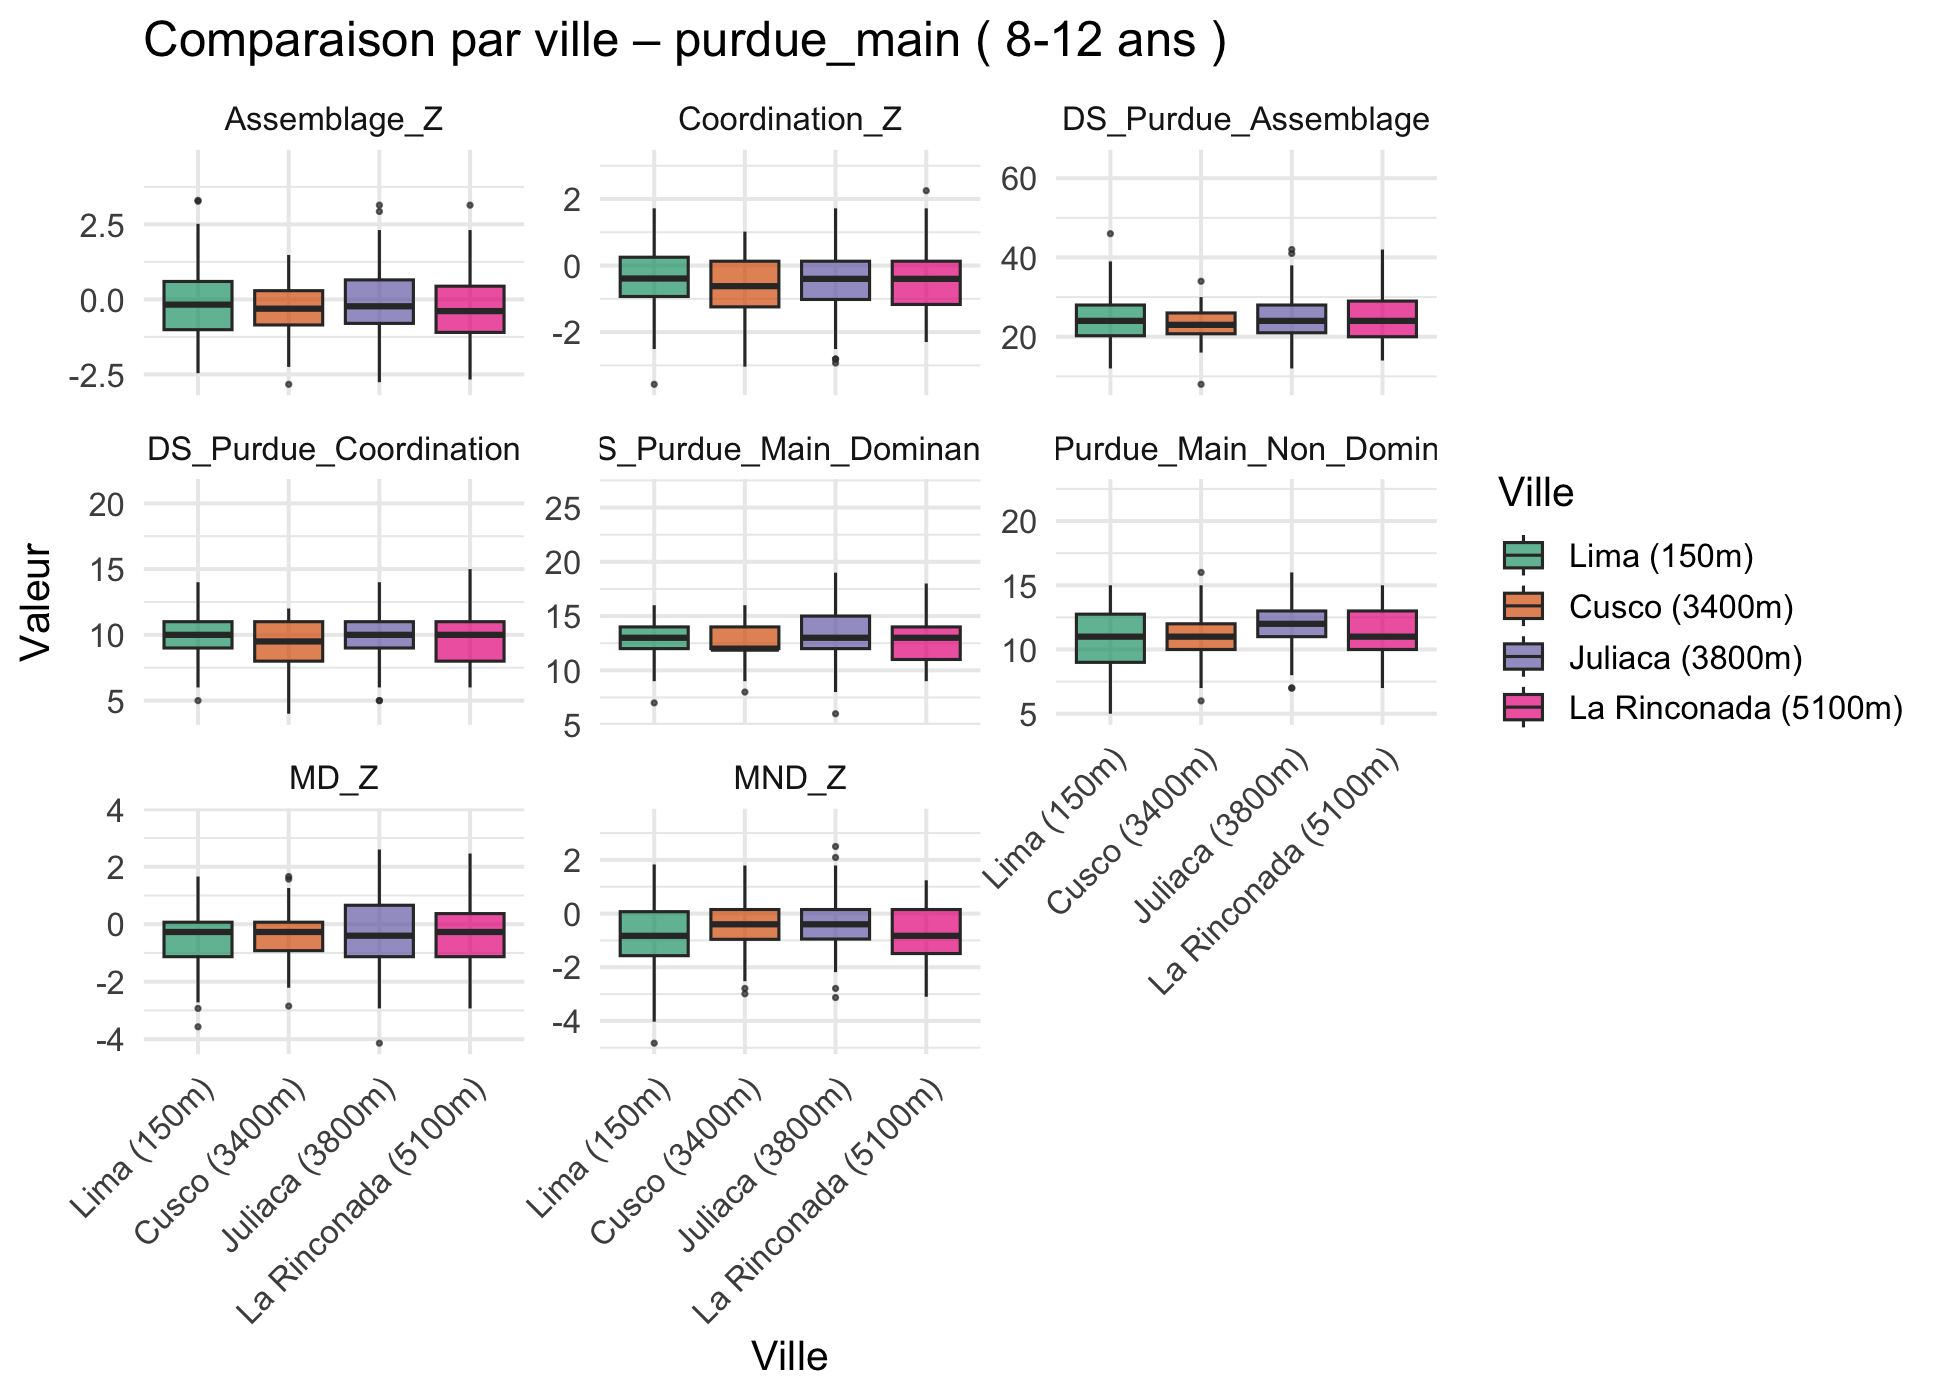 Comparaison par ville – purdue_main ( 8-12 ans )
Assemblage_Z
Coordination_Z
DS_Purdue_Assemblage
2.5
0.0
-2.5
2
0
-2
60
40
20
DS_Purdue_Coordination
S_Purdue_Main_Dominan
Purdue_Main_Non_Domin
20
15
10
5
25
20
15
10
5
20
15
10
5
Valeur
Ville
Lima (150m)
Cusco (3400m)
Juliaca (3800m)
La Rinconada (5100m)
MD_Z
MND_Z
Lima (150m)
Cusco (3400m)
Juliaca (3800m)
La Rinconada (5100m)
4
2
0
-2
-4
2
0
-2
-4
Lima (150m)
Cusco (3400m)
Juliaca (3800m)
La Rinconada (5100m)
Lima (150m)
Cusco (3400m)
Juliaca (3800m)
La Rinconada (5100m)
Ville